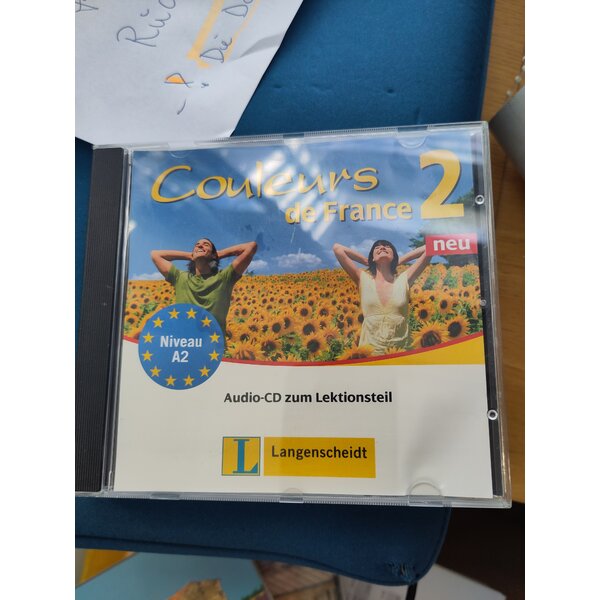 Couleurs
de France 2
neu
Niveau
A2
Audio-CD zum Lektionsteil
L Langenscheidt